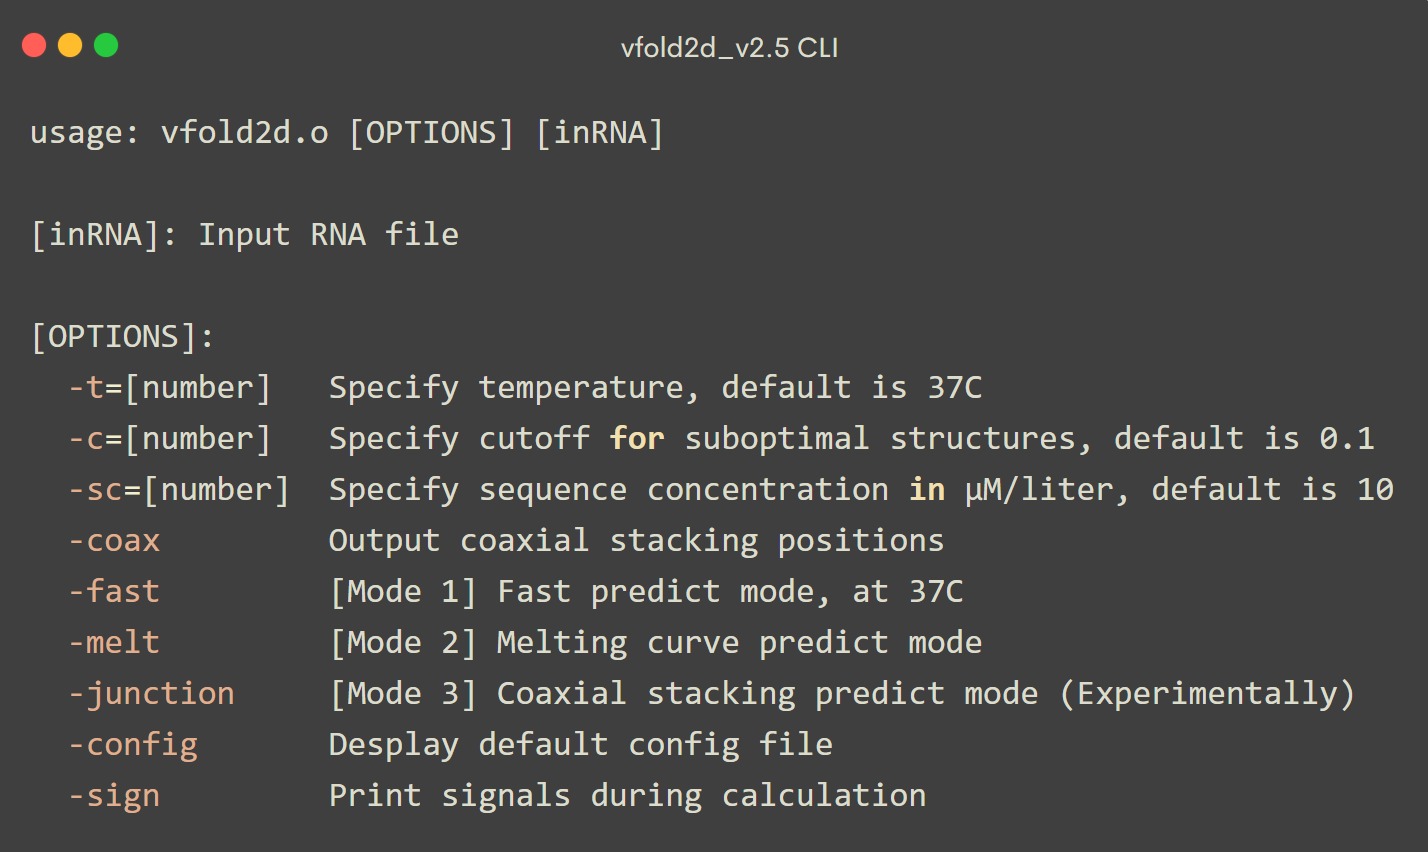 vfold2d_v2.5 CLI
usage: vfold2d.o [OPTIONS] [inRNA]
[inRNA]: Input RNA file
[OPTIONS]:
-t=[number] Specify temperature, default is 37C
-c=[number] Specify cutoff for suboptimal structures, default is 0.1
-sc=[number] Specify sequence concentration in μM/liter, default is 10
-coax Output coaxial stacking positions
-fast [Mode 1] Fast predict mode, at 37C
-melt [Mode 2] Melting curve predict mode
-junction [Mode 3] Coaxial stacking predict mode (Experimentally)
-config Desplay default config file
-sign Print signals during calculation